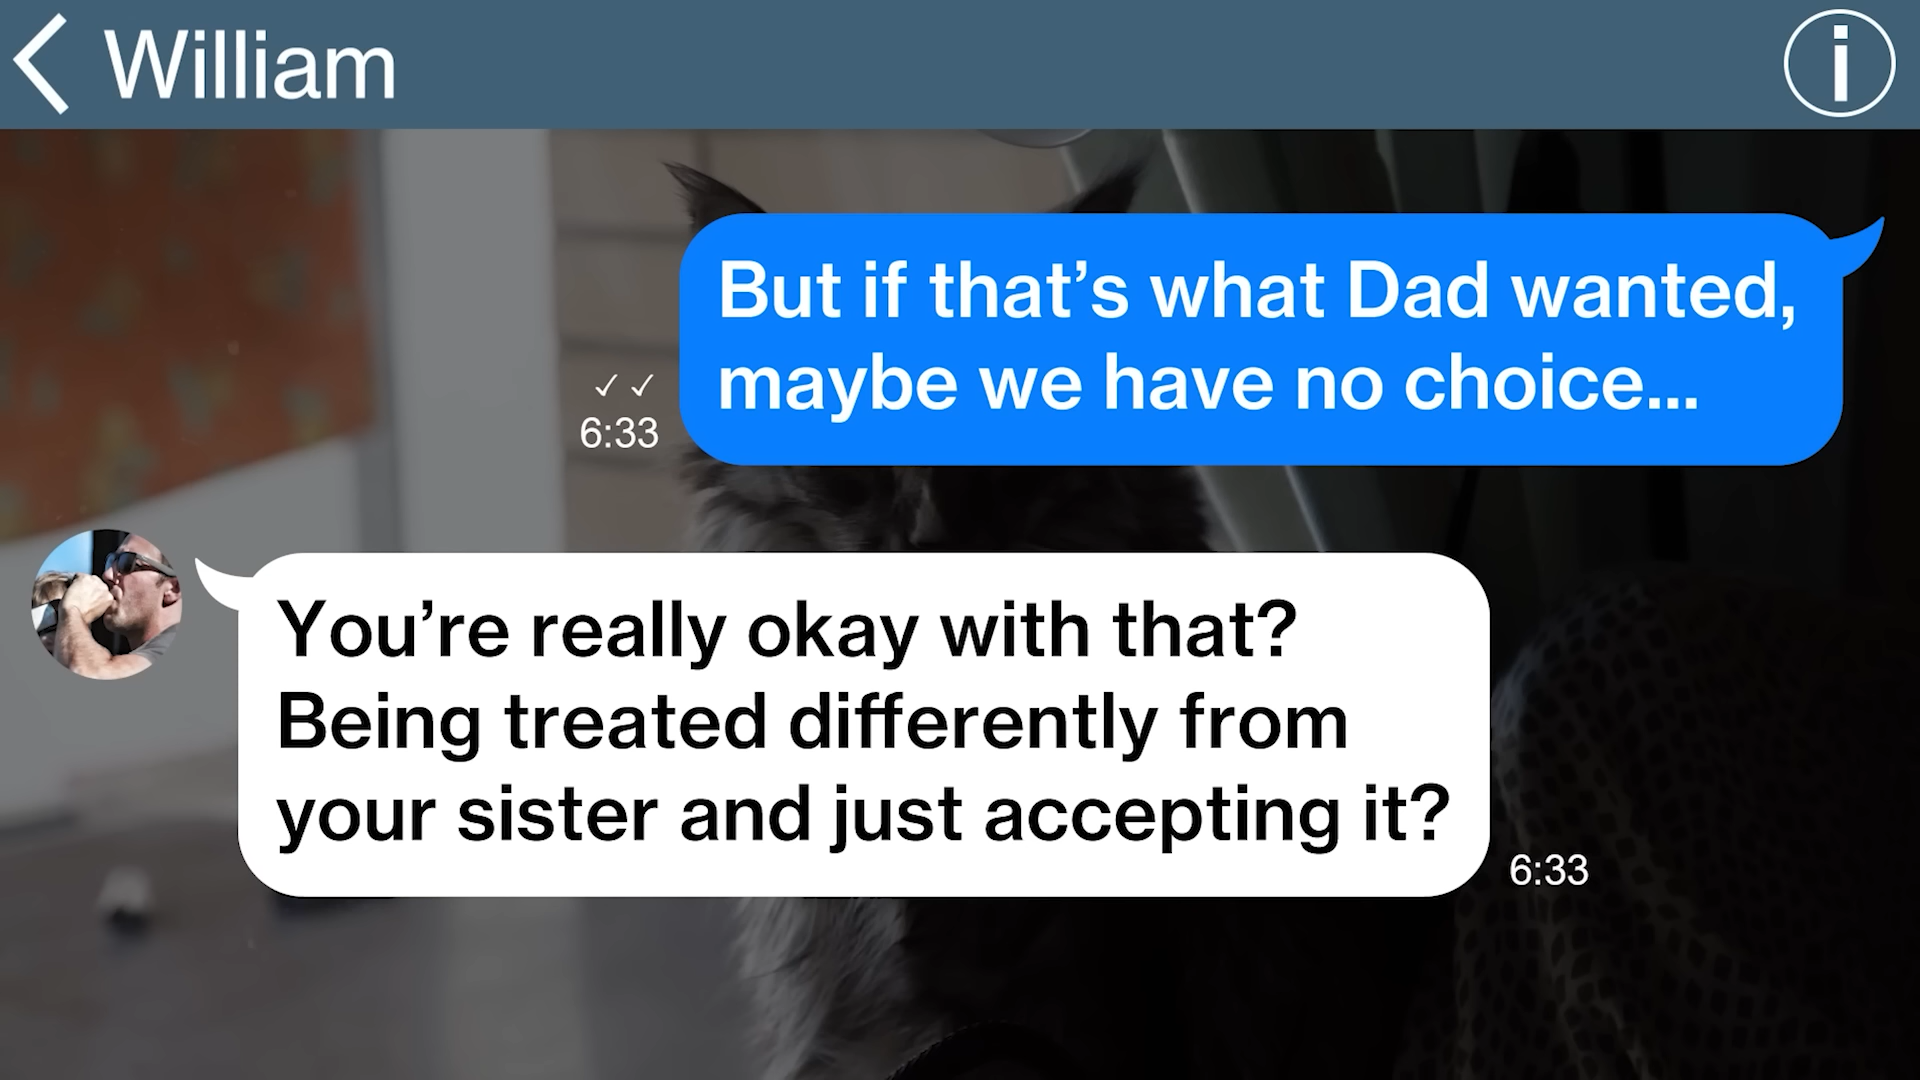 William
i
But if that’s what Dad wanted,
maybe we have no choice...
✓ ✓
6:33
You’re really okay with that?
Being treated differently from
your sister and just accepting it?
6:33